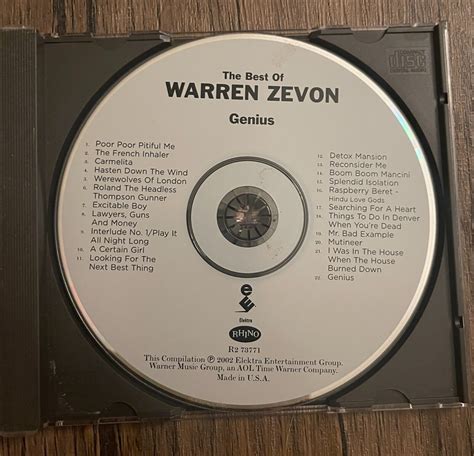 COMPACT
disc
DIGITAL AUDIO
The Best Of
WARREN ZEVON
Genius
1. Poor Poor Pitiful Me
2. The French Inhaler
3. Carmelita
4. Hasten Down The Wind
5. Werewolves Of London
6. Roland The Headless
Thompson Gunner
7. Excitable Boy
8. Lawyers, Guns
And Money
9. Interlude No. 1/Play It
All Night Long
10. A Certain Girl
11. Looking For The
Next Best Thing
12. Detox Mansion
13. Reconsider Me
14. Boom Boom Mancini
15. Splendid Isolation
16. Raspberry Beret -
Hindu Love Gods
17. Searching For A Heart
18. Things To Do In Denver
When You're Dead
19. Mr. Bad Example
20. Mutineer
21. I Was In The House
When The House
Burned Down
22. Genius
Elektra
RHINO
R2 73771
This Compilation ℗ 2002 Elektra Entertainment Group.
Warner Music Group, an AOL Time Warner Company.
Made in U.S.A.